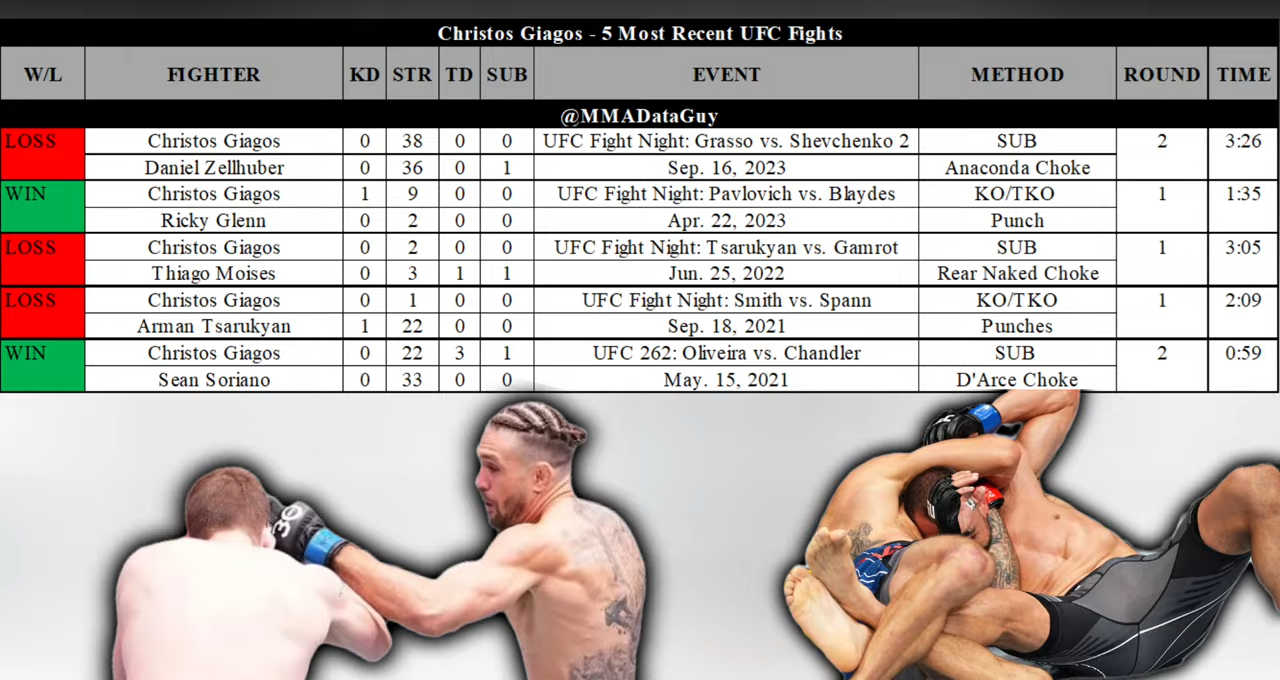 Christos Giagos - 5 Most Recent UFC Fights
W/L FIGHTER KD STR TD SUB EVENT METHOD ROUND TIME
@MMADataGuy
LOSS Christos Giagos 0 38 0 0 UFC Fight Night: Grasso vs. Shevchenko 2 SUB 2 3:26
Daniel Zellhuber 0 36 0 1 Sep. 16, 2023 Anaconda Choke
WIN Christos Giagos 1 9 0 0 UFC Fight Night: Pavlovich vs. Blaydes KO/TKO 1 1:35
Ricky Glenn 0 2 0 0 Apr. 22, 2023 Punch
LOSS Christos Giagos 0 2 0 0 UFC Fight Night: Tsarukyan vs. Gamrot SUB 1 3:05
Thiago Moises 0 3 1 1 Jun. 25, 2022 Rear Naked Choke
LOSS Christos Giagos 0 1 0 0 UFC Fight Night: Smith vs. Spann KO/TKO 1 2:09
Arman Tsarukyan 1 22 0 0 Sep. 18, 2021 Punches
WIN Christos Giagos 0 22 3 1 UFC 262: Oliveira vs. Chandler SUB 2 0:59
Sean Soriano 0 33 0 0 May. 15, 2021 D'Arce Choke
30